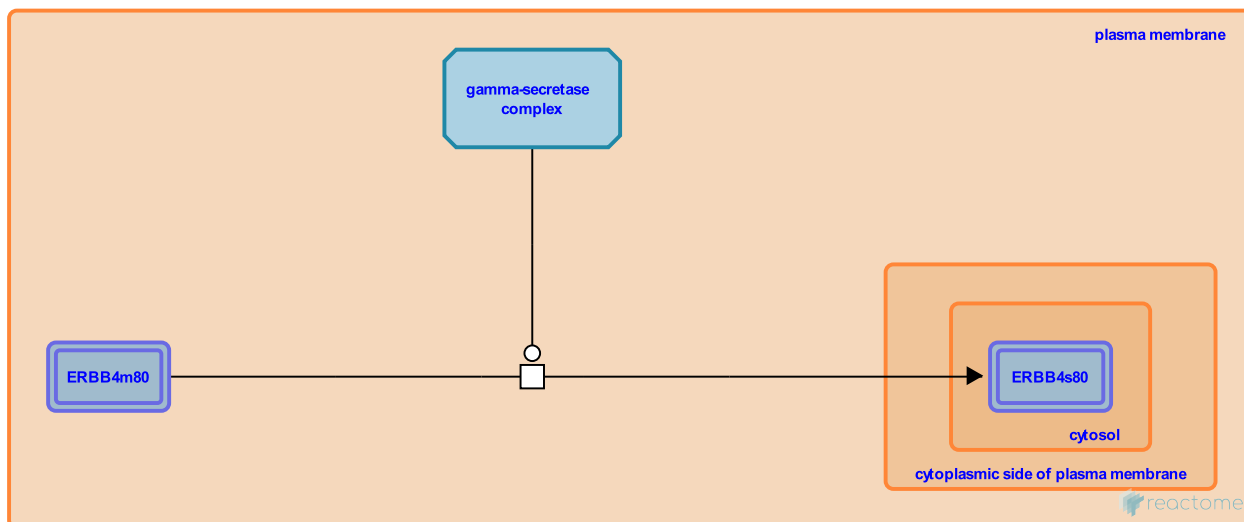 plasma membrane
gamma-secretase
complex
ERBB4m80
ERBB4s80
cytosol
cytoplasmic side of plasma membrane
reactome